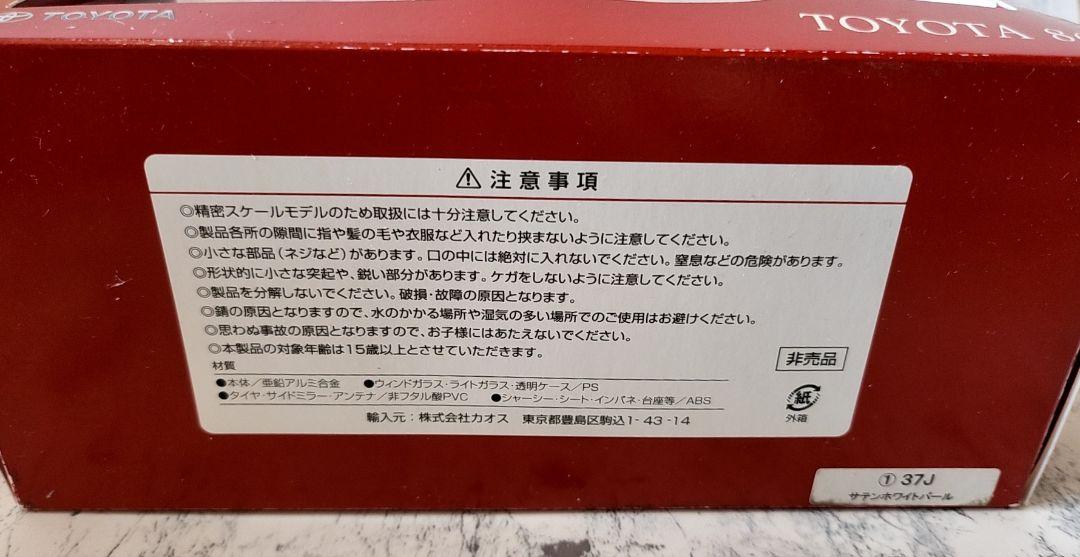 TOYOTA
TOYOTA 86
⚠ 注意事項
◎精密スケールモデルのため取扱には十分注意してください。
◎製品各所の隙間に指や髪の毛や衣服など入れたり挟まないように注意してください。
◎小さな部品(ネジなど)があります。口の中には絶対に入れないでください。窒息などの危険があります。
◎形状的に小さな突起や、鋭い部分があります。ケガをしないように注意してください。
◎製品を分解しないでください。破損・故障の原因となります。
◎錆の原因となりますので、水のかかる場所や湿気の多い場所でのご使用はお避けください。
◎思わぬ事故の原因となりますので、お子様にはあたえないでください。
◎本製品の対象年齢は15歳以上とさせていただきます。
非売品
材質
●本体/亜鉛アルミ合金 ●ウィンドガラス・ライトガラス・透明ケース/PS
●タイヤ・サイドミラー・アンテナ/非フタル酸PVC ●シャーシー・シート・インパネ・台座等/ABS
紙
外箱
輸入元:株式会社カオス 東京都豊島区駒込1-43-14
① 37J
サテンホワイトパール